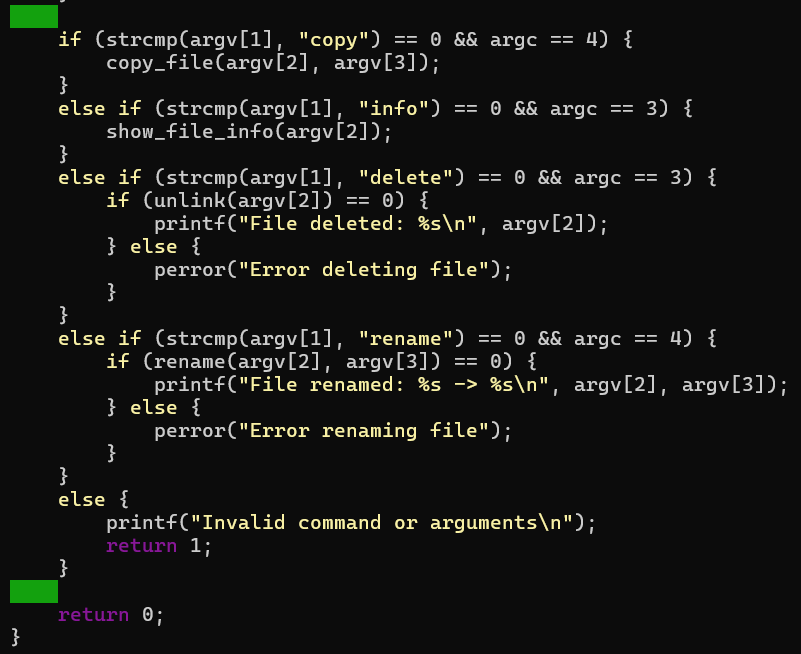 if (strcmp(argv[1], "copy") == 0 && argc == 4) {
        copy_file(argv[2], argv[3]);
    }
    else if (strcmp(argv[1], "info") == 0 && argc == 3) {
        show_file_info(argv[2]);
    }
    else if (strcmp(argv[1], "delete") == 0 && argc == 3) {
        if (unlink(argv[2]) == 0) {
            printf("File deleted: %s\n", argv[2]);
        } else {
            perror("Error deleting file");
        }
    }
    else if (strcmp(argv[1], "rename") == 0 && argc == 4) {
        if (rename(argv[2], argv[3]) == 0) {
            printf("File renamed: %s -> %s\n", argv[2], argv[3]);
        } else {
            perror("Error renaming file");
        }
    }
    else {
        printf("Invalid command or arguments\n");
        return 1;
    }
    return 0;
}